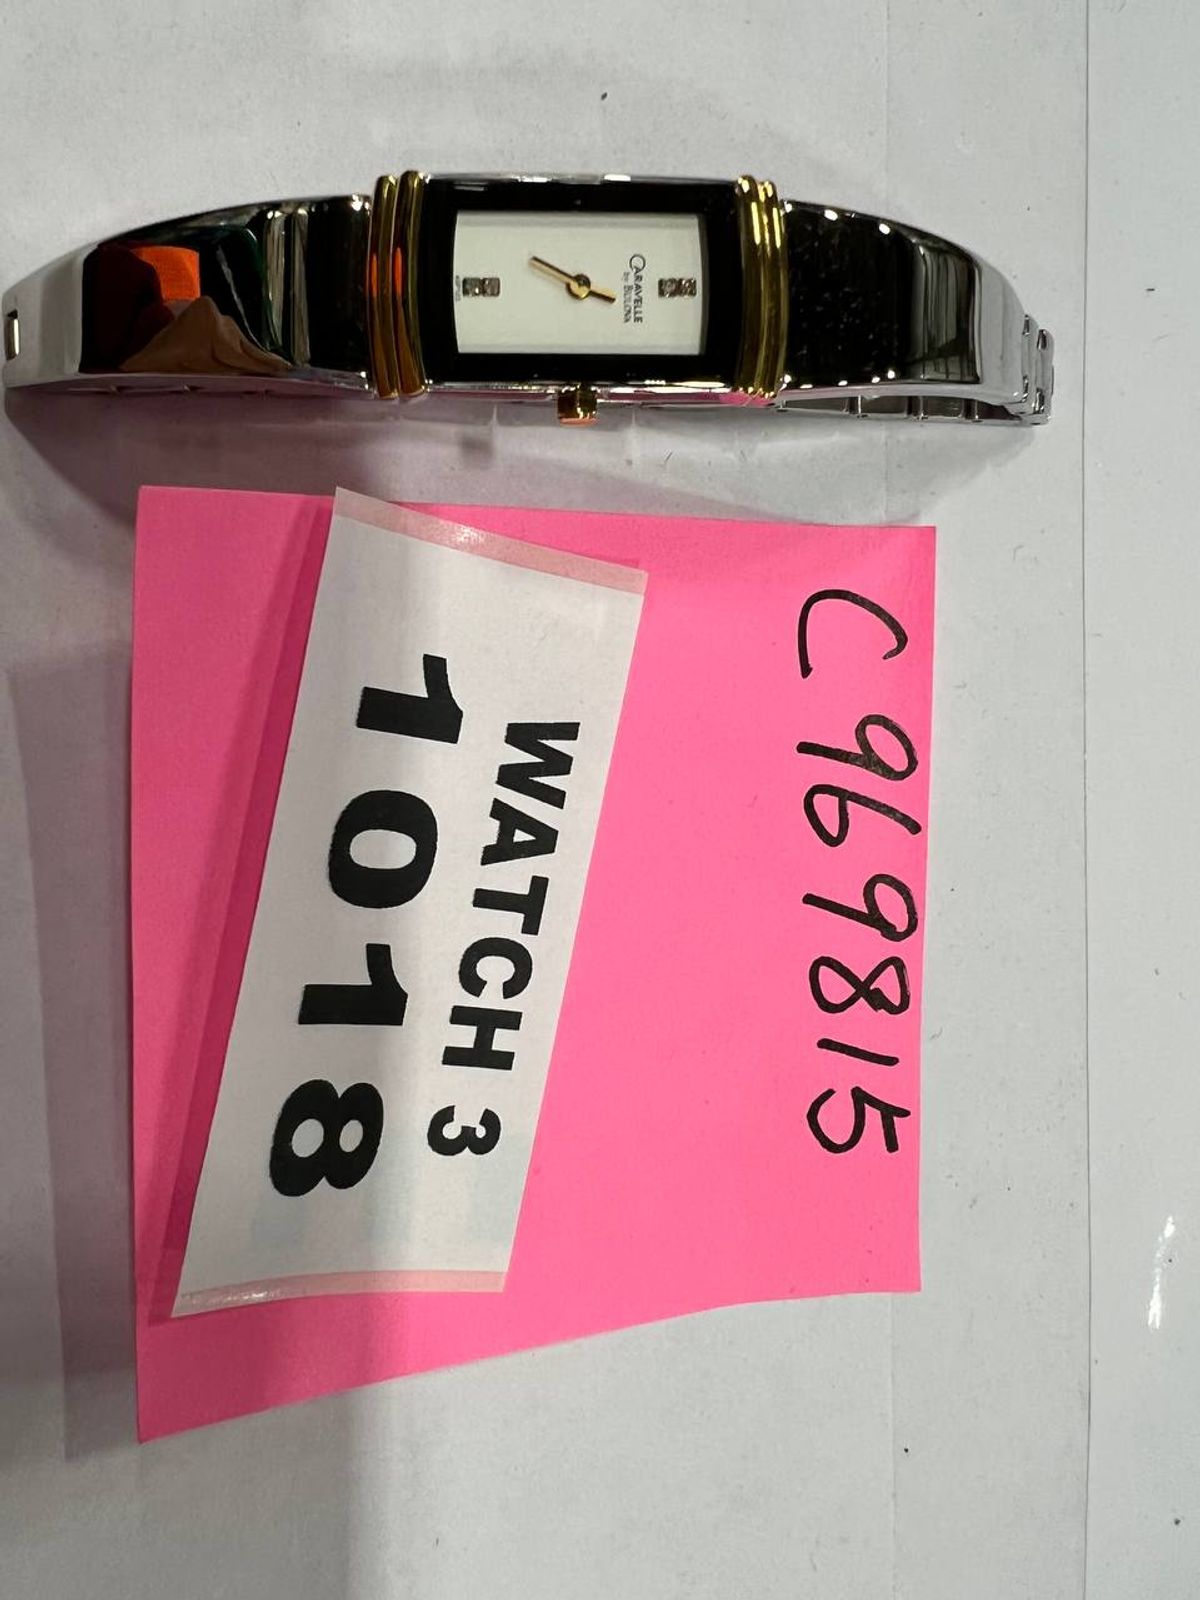 CARAVELLE
by BULOVA
C969815
WATCH 3
1018